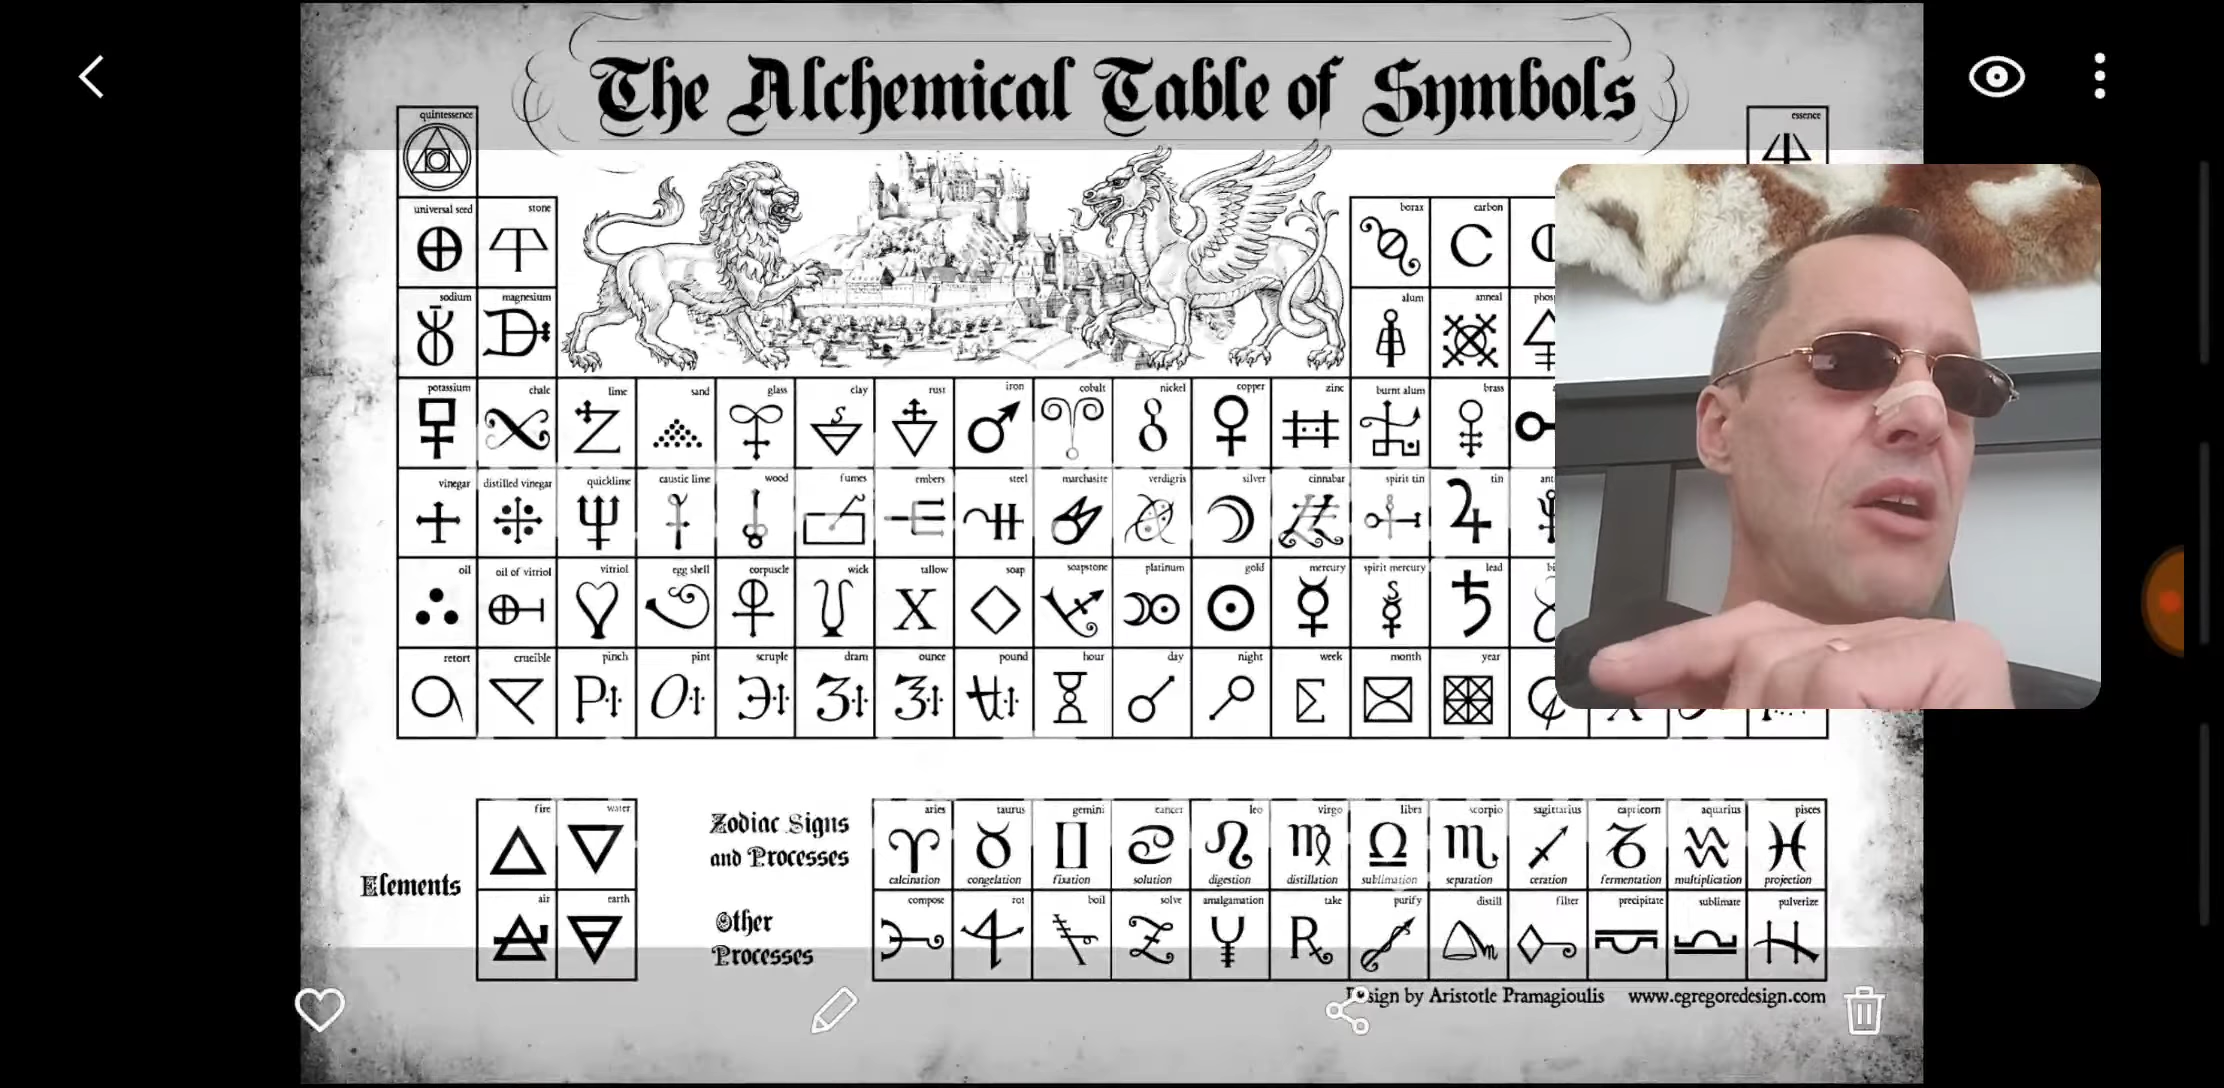 The Alchemical Table of Symbols
quintessence essence
universal seed stone borax carbon
sodium magnesium alum anneal
potassium chalc lime sand glass clay rust iron cobalt nickel copper zinc burnt alum brass
vinegar distilled vinegar quicklime caustic lime wood fumes embers steel marchasite verdigris silver cinnabar spirit tin tin
oil oil of vitriol vitriol egg shell corpuscle wick tallow soap soapstone platinum gold mercury spirit mercury lead
retort crucible pinch pint scruple dram ounce pound hour day night week month year
fire water
air earth
Elements
Zodiac Signs
and Processes
aries taurus gemini cancer leo virgo libra scorpio sagittarius capricorn aquarius pisces
calcination congelation fixation solution digestion distillation sublimation separation ceration fermentation multiplication projection
Other
Processes
compose rot boil solve amalgamation take purify distill filter precipitate sublimate pulverize
Design by Aristotle Pramagioulis www.egregoredesign.com